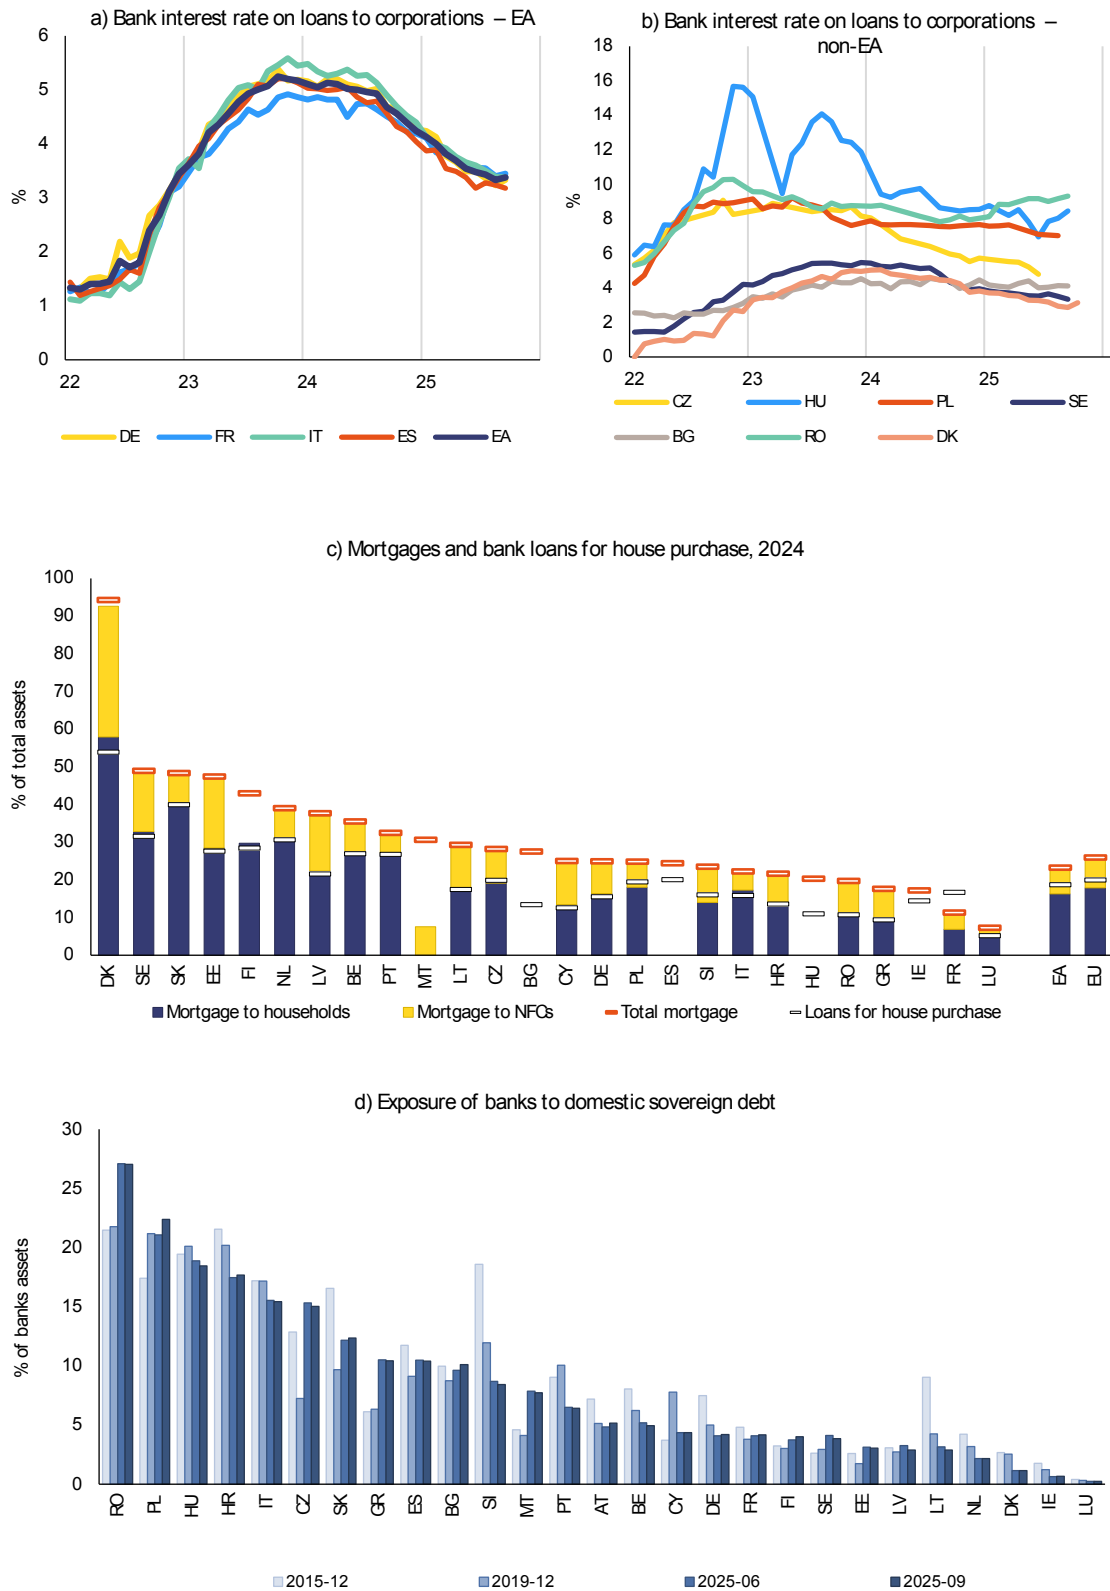 a) Bank interest rate on loans to corporations – EA
%
6
5
4
3
2
1
0
22 23 24 25
DE FR IT ES EA
b) Bank interest rate on loans to corporations –
non-EA
%
18
16
14
12
10
8
6
4
2
0
22 23 24 25
CZ HU PL SE
BG RO DK
c) Mortgages and bank loans for house purchase, 2024
% of total assets
100
90
80
70
60
50
40
30
20
10
0
DK SE SK EE FI NL LV BE PT MT LT CZ BG CY DE PL ES SI IT HR HU RO GR IE FR LU EA EU
Mortgage to households Mortgage to NFCs Total mortgage Loans for house purchase
d) Exposure of banks to domestic sovereign debt
% of banks assets
30
25
20
15
10
5
0
RO PL HU HR IT CZ SK GR ES BG SI MT PT AT BE CY DE FR FI SE EE LV LT NL DK IE LU
2015-12 2019-12 2025-06 2025-09